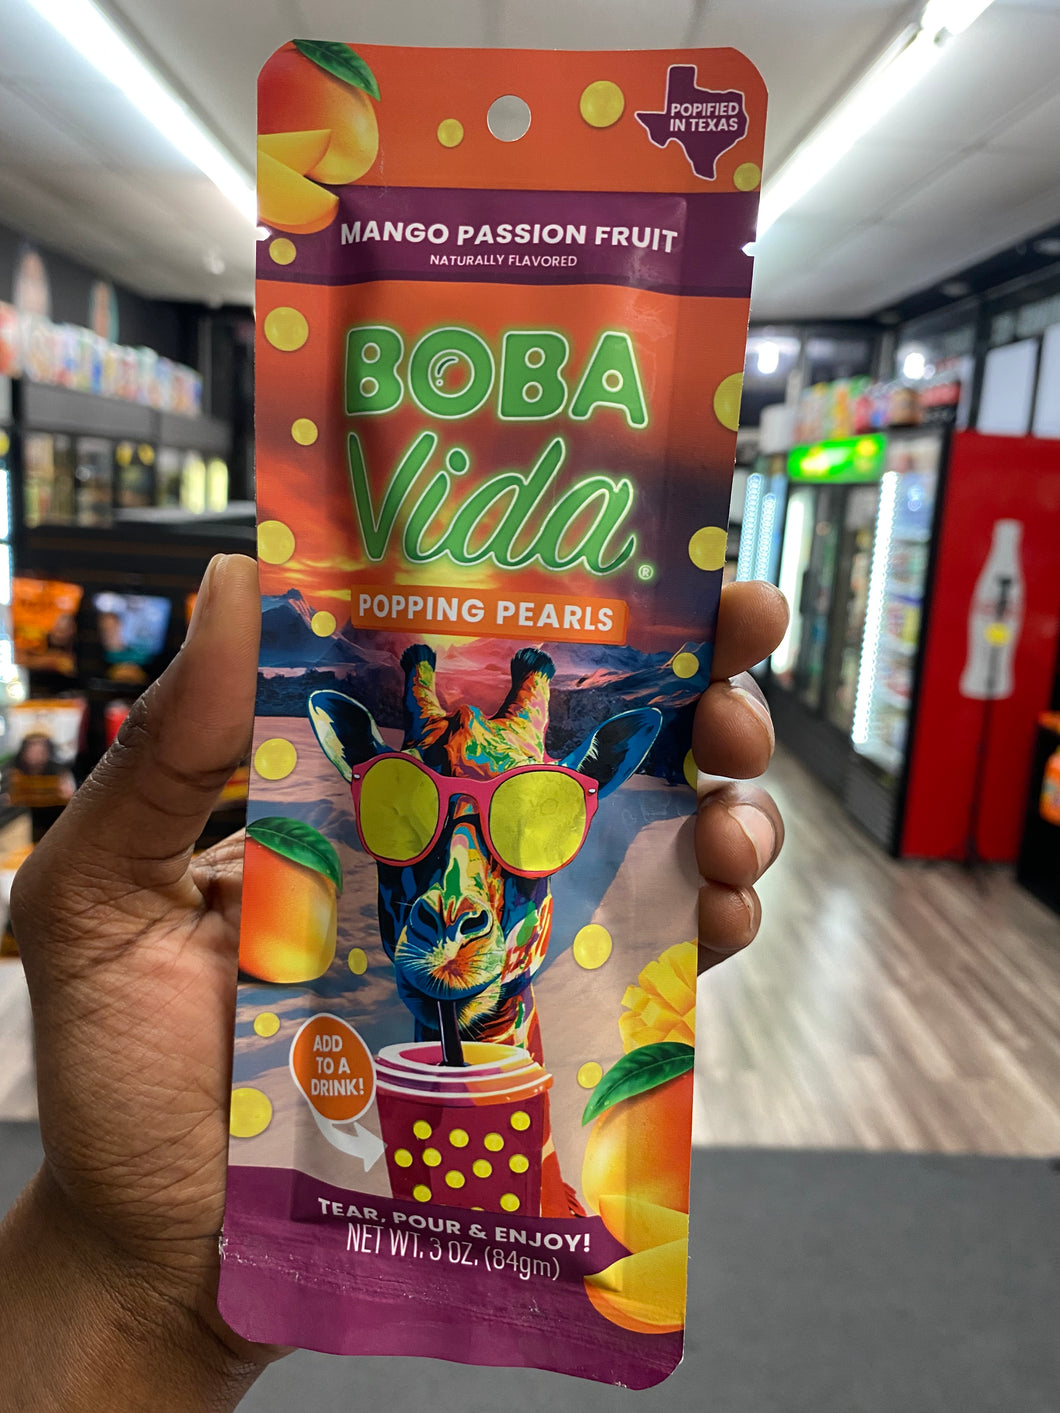 POPIFIED
IN TEXAS
MANGO PASSION FRUIT
NATURALLY FLAVORED
BOBA
Vida®
POPPING PEARLS
ADD
TO A
DRINK!
TEAR, POUR & ENJOY!
NET WT. 3 OZ. (84gm)